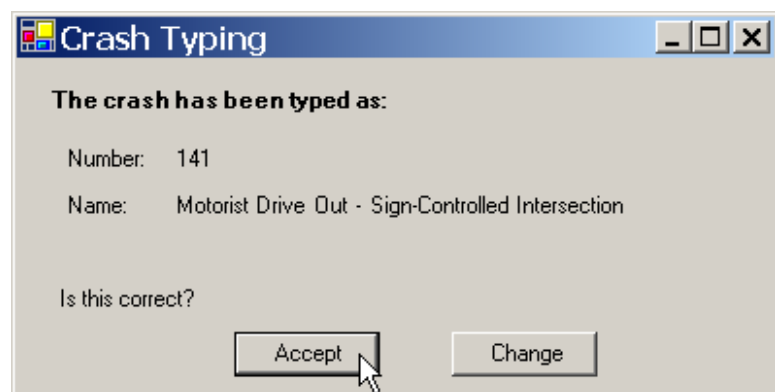 Crash Typing
The crash has been typed as:
Number: 141
Name: Motorist Drive Out - Sign-Controlled Intersection
Is this correct?
Accept Change